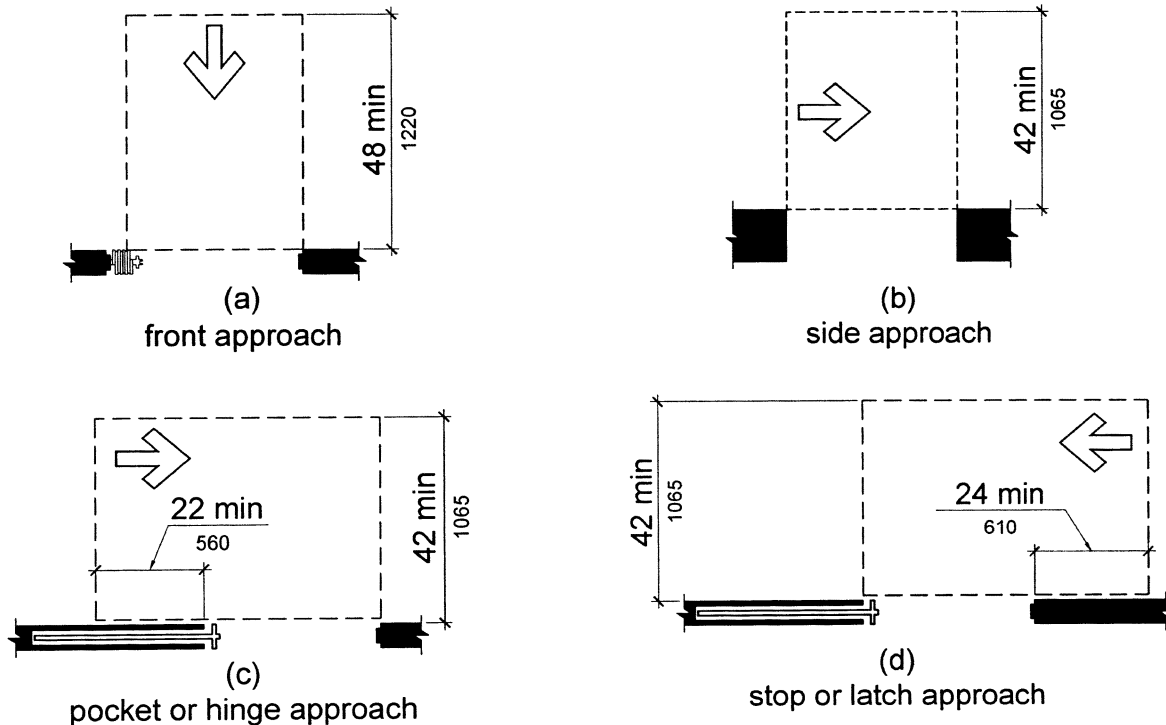 48 min
1220
(a)
front approach
42 min
1065
(b)
side approach
22 min
560
42 min
1065
(c)
pocket or hinge approach
42 min
1065
24 min
610
(d)
stop or latch approach